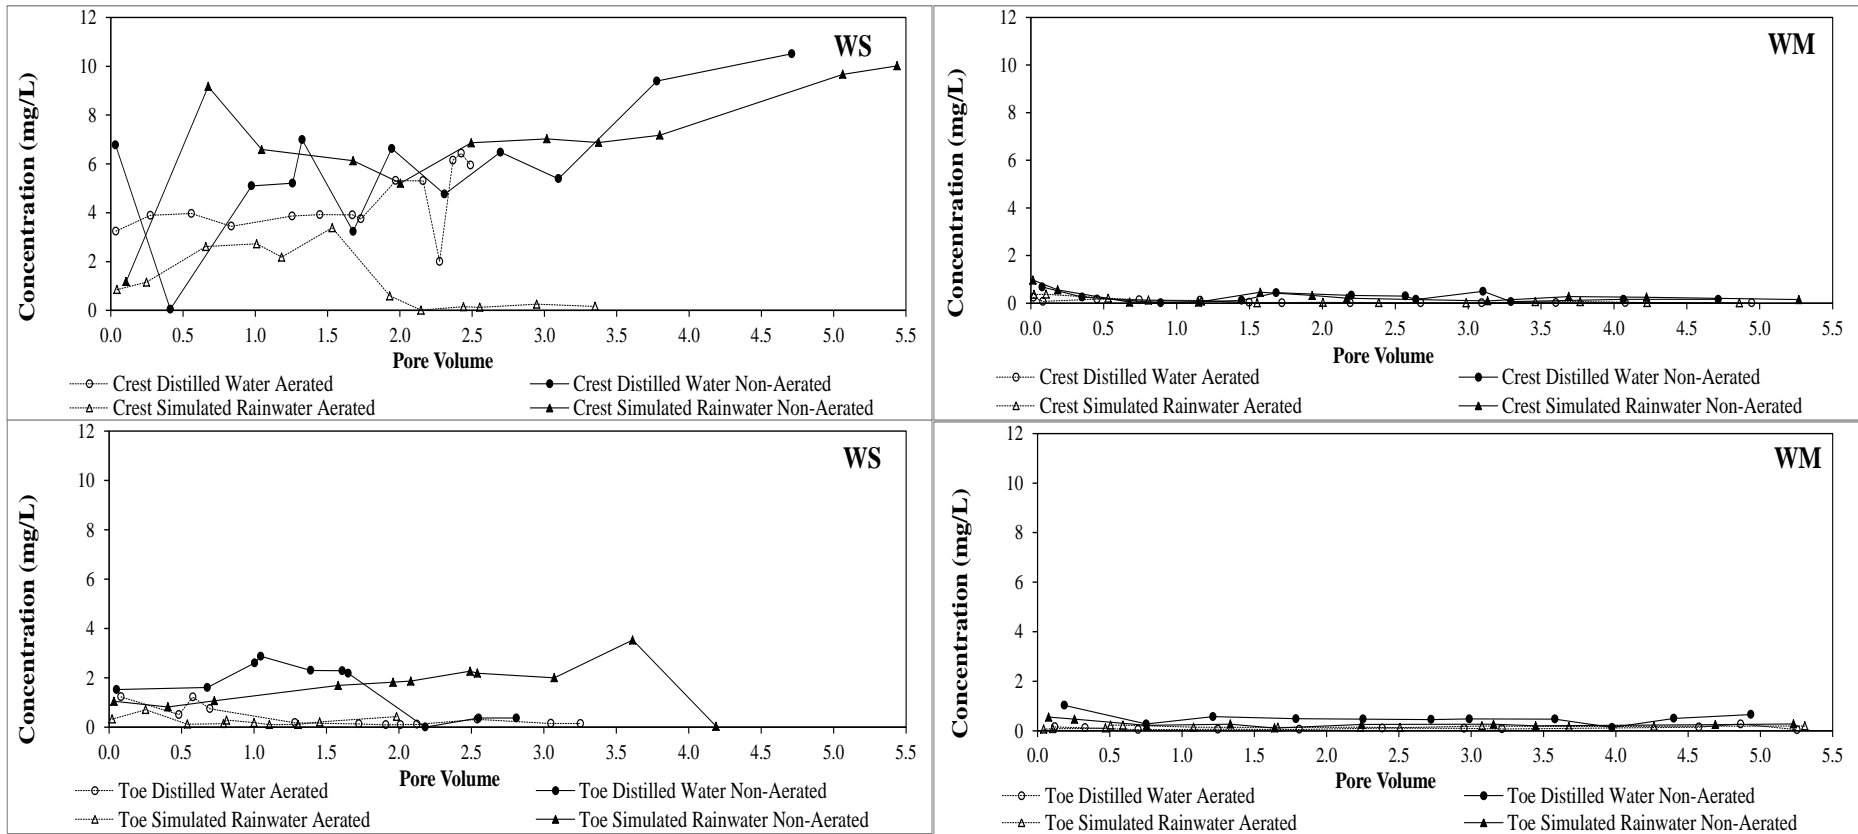 WS
Concentration (mg/L)
12
10
8
6
4
2
0
0.0 0.5 1.0 1.5 2.0 2.5 3.0 3.5 4.0 4.5 5.0 5.5
Pore Volume
Crest Distilled Water Aerated Crest Distilled Water Non-Aerated
Crest Simulated Rainwater Aerated Crest Simulated Rainwater Non-Aerated
WM
Concentration (mg/L)
12
10
8
6
4
2
0
0.0 0.5 1.0 1.5 2.0 2.5 3.0 3.5 4.0 4.5 5.0 5.5
Pore Volume
Crest Distilled Water Aerated Crest Distilled Water Non-Aerated
Crest Simulated Rainwater Aerated Crest Simulated Rainwater Non-Aerated
WS
Concentration (mg/L)
12
10
8
6
4
2
0
0.0 0.5 1.0 1.5 2.0 2.5 3.0 3.5 4.0 4.5 5.0 5.5
Pore Volume
Toe Distilled Water Aerated Toe Distilled Water Non-Aerated
Toe Simulated Rainwater Aerated Toe Simulated Rainwater Non-Aerated
WM
Concentration (mg/L)
12
10
8
6
4
2
0
0.0 0.5 1.0 1.5 2.0 2.5 3.0 3.5 4.0 4.5 5.0 5.5
Pore Volume
Toe Distilled Water Aerated Toe Distilled Water Non-Aerated
Toe Simulated Rainwater Aerated Toe Simulated Rainwater Non-Aerated